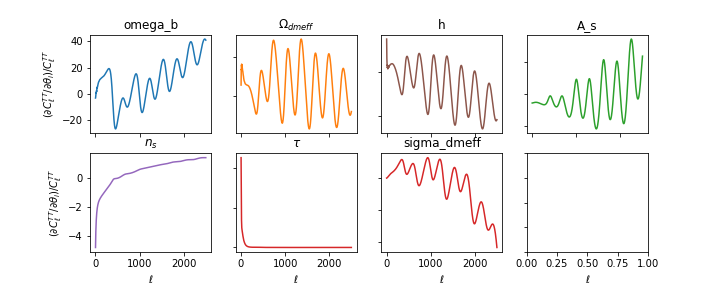 omega_b
Ω_dmeff
h
A_s
(∂C_ℓ^TT/∂θ_i)/C_ℓ^TT
40
20
0
−20
n_s
τ
sigma_dmeff
(∂C_ℓ^TT/∂θ_i)/C_ℓ^TT
0
−2
−4
0 1000 2000
0 1000 2000
0 1000 2000
0.00 0.25 0.50 0.75 1.00
ℓ
ℓ
ℓ
ℓ